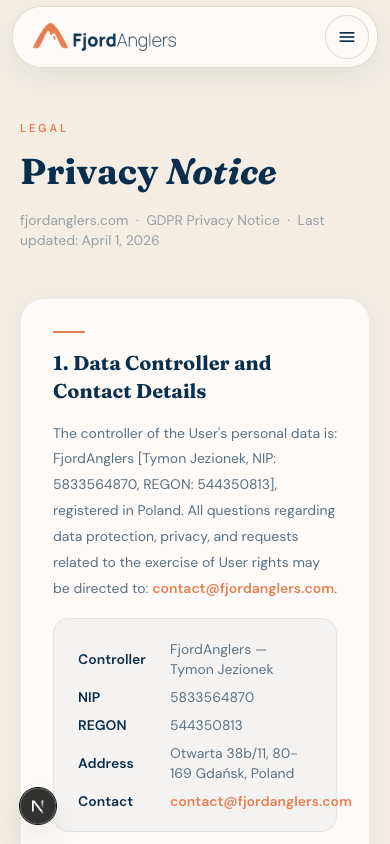 FjordAnglers
LEGAL
Privacy Notice
fjordanglers.com · GDPR Privacy Notice · Last
updated: April 1, 2026
1. Data Controller and
Contact Details
The controller of the User's personal data is:
FjordAnglers [Tymon Jezionek, NIP:
5833564870, REGON: 544350813],
registered in Poland. All questions regarding
data protection, privacy, and requests
related to the exercise of User rights may
be directed to: contact@fjordanglers.com.
Controller FjordAnglers —
Tymon Jezionek
NIP 5833564870
REGON 544350813
Address Otwarta 38b/11, 80-
169 Gdańsk, Poland
Contact contact@fjordanglers.com
N